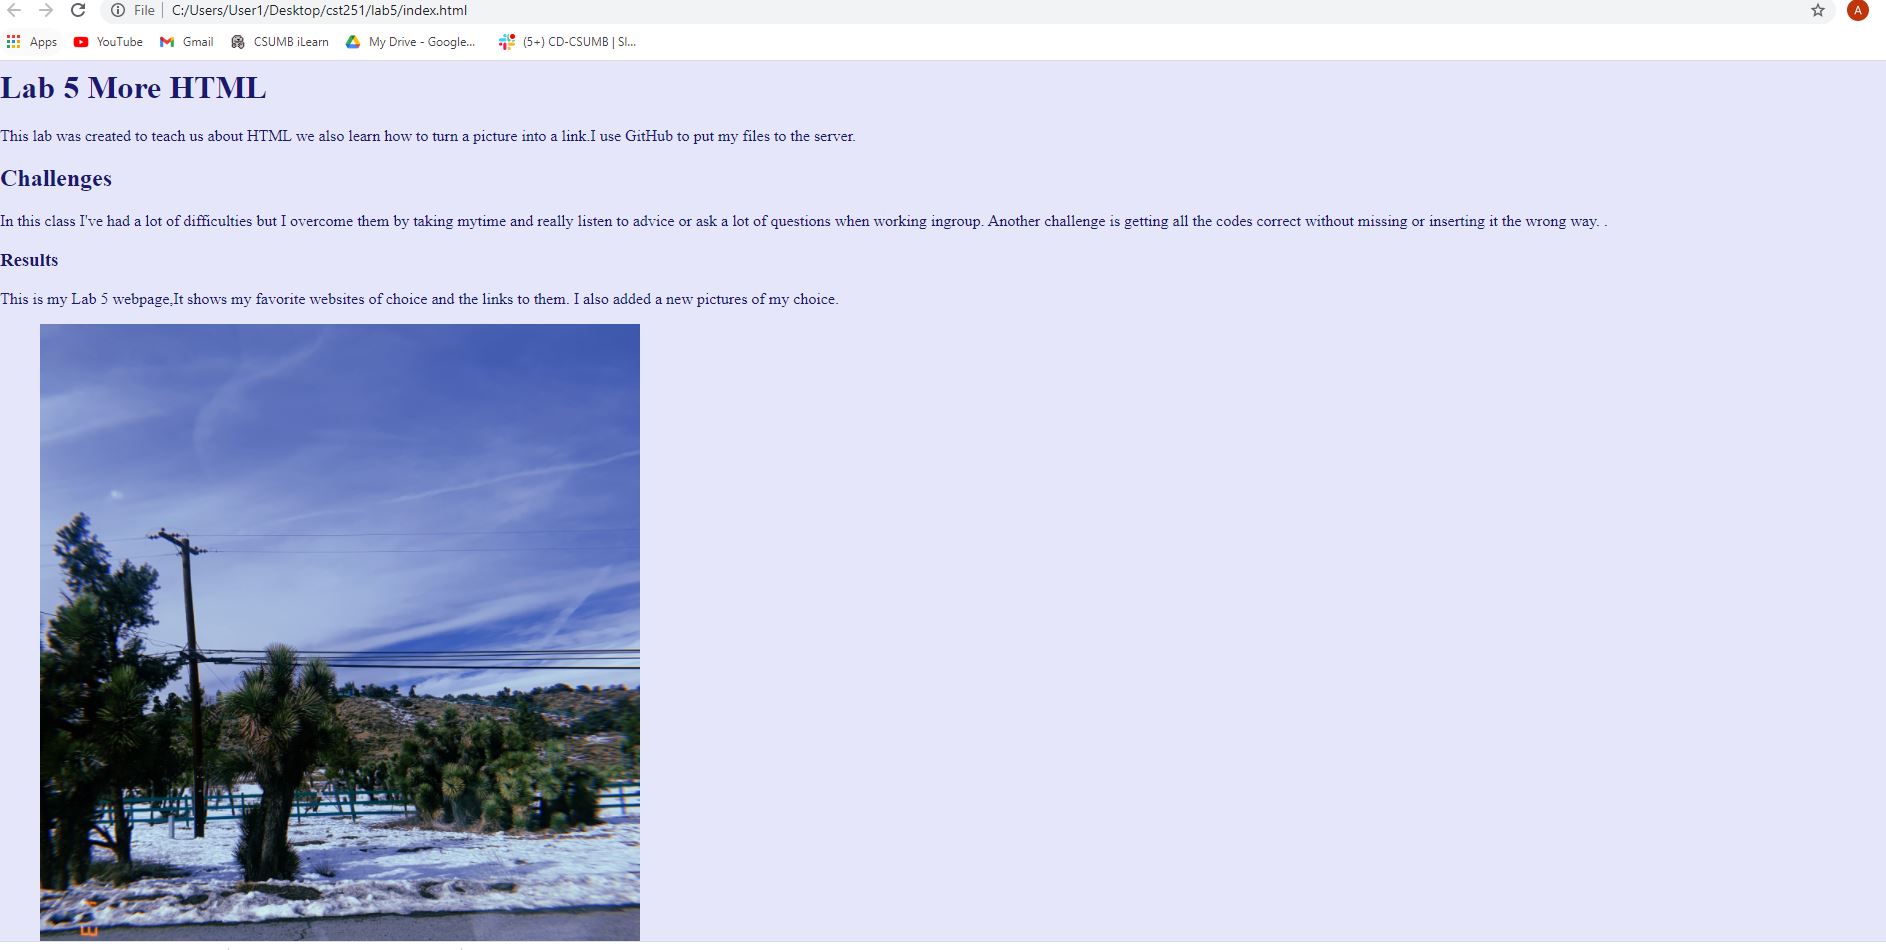 File C:/Users/User1/Desktop/cst251/lab5/index.html A
Apps YouTube Gmail CSUMB iLearn My Drive - Google... (5+) CD-CSUMB | Sl...
Lab 5 More HTML
This lab was created to teach us about HTML we also learn how to turn a picture into a link.I use GitHub to put my files to the server.
Challenges
In this class I've had a lot of difficulties but I overcome them by taking mytime and really listen to advice or ask a lot of questions when working ingroup. Another challenge is getting all the codes correct without missing or inserting it the wrong way. .
Results
This is my Lab 5 webpage,It shows my favorite websites of choice and the links to them. I also added a new pictures of my choice.